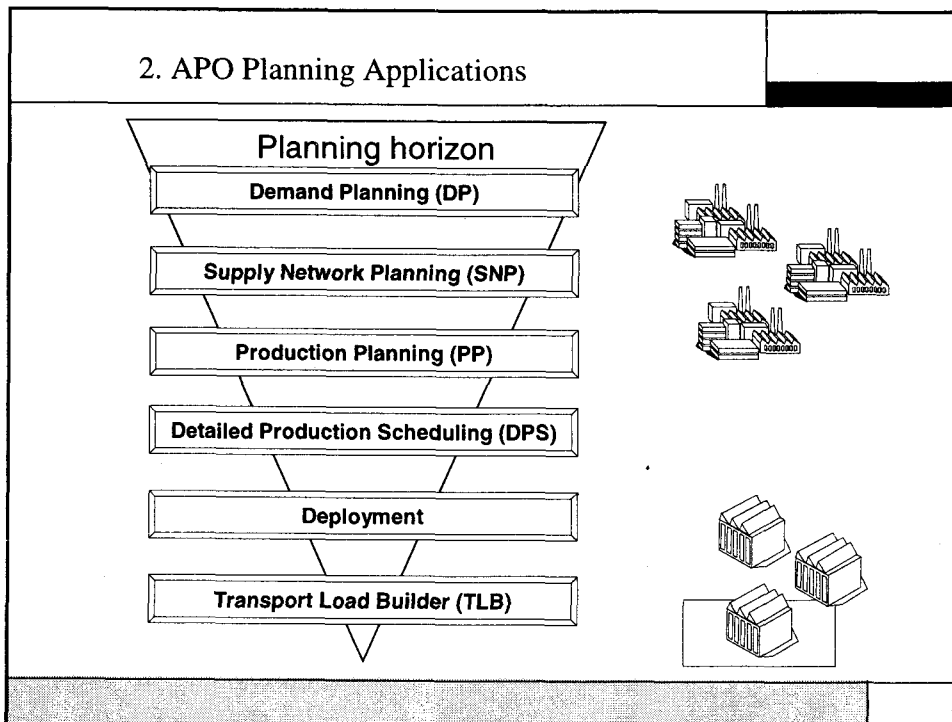 2. APO Planning Applications
Planning horizon
Demand Planning (DP)
Supply Network Planning (SNP)
Production Planning (PP)
Detailed Production Scheduling (DPS)
Deployment
Transport Load Builder (TLB)